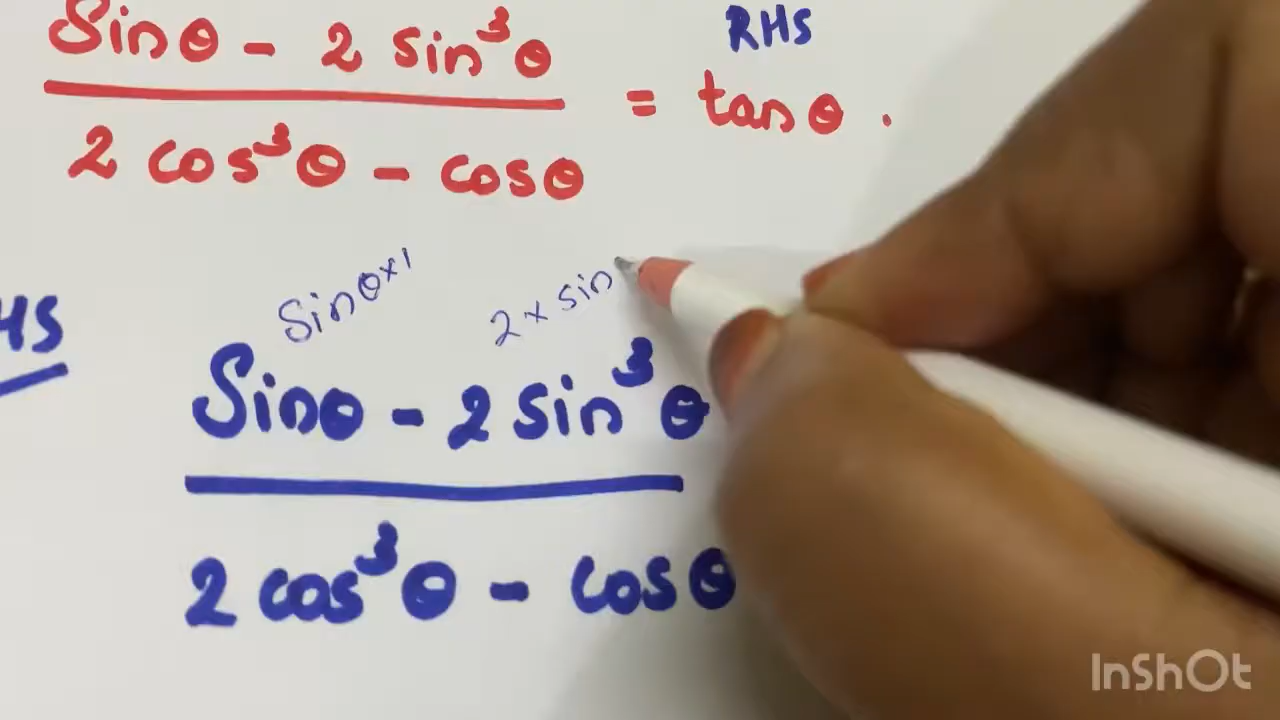 RHS
Sinθ - 2 sin³θ
= tanθ .
2 cos³θ - cosθ
Sinθ×1 2 × sin
HS
Sinθ - 2 sin³θ
2 cos³θ - cosθ
InShOt